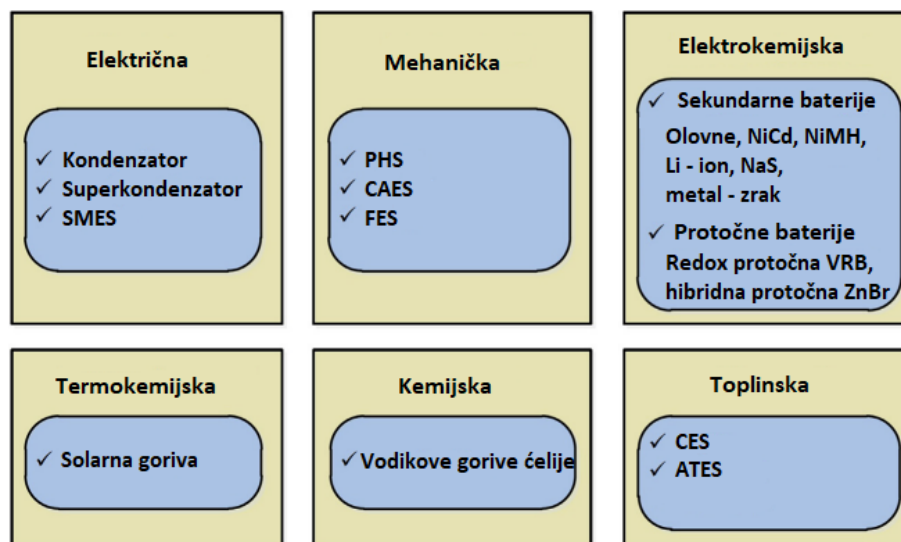 Električna
✓ Kondenzator
✓ Superkondenzator
✓ SMES
Mehanička
✓ PHS
✓ CAES
✓ FES
Elektrokemijska
✓ Sekundarne baterije
Olovne, NiCd, NiMH,
Li - ion, NaS,
metal - zrak
✓ Protočne baterije
Redox protočna VRB,
hibridna protočna ZnBr
Termokemijska
✓ Solarna goriva
Kemijska
✓ Vodikove gorive ćelije
Toplinska
✓ CES
✓ ATES